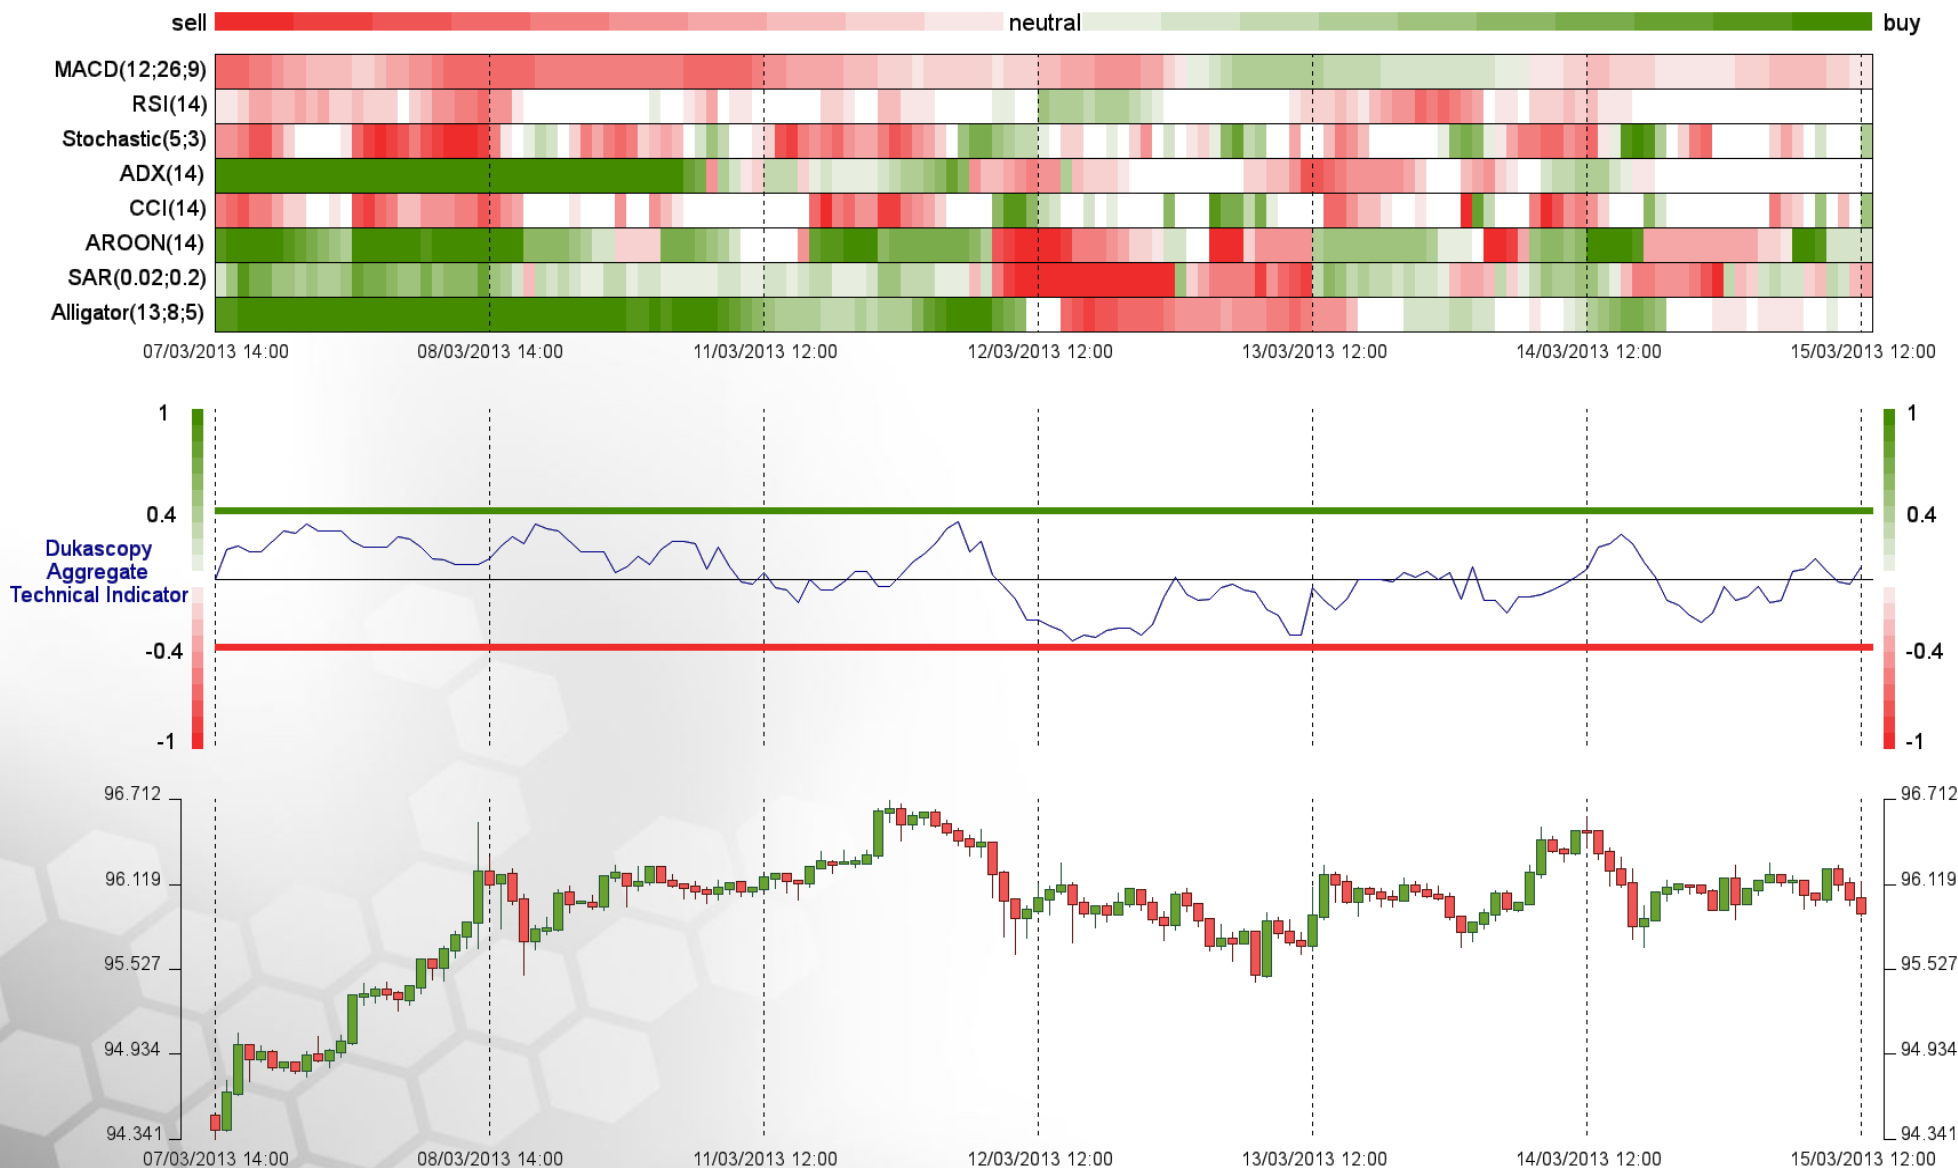 sell neutral buy
MACD(12;26;9)
RSI(14)
Stochastic(5;3)
ADX(14)
CCI(14)
AROON(14)
SAR(0.02;0.2)
Alligator(13;8;5)
07/03/2013 14:00 08/03/2013 14:00 11/03/2013 12:00 12/03/2013 12:00 13/03/2013 12:00 14/03/2013 12:00 15/03/2013 12:00
1 1
0.4 0.4
Dukascopy
Aggregate
Technical Indicator
-0.4 -0.4
-1 -1
96.712 96.712
96.119 96.119
95.527 95.527
94.934 94.934
94.341 94.341
07/03/2013 14:00 08/03/2013 14:00 11/03/2013 12:00 12/03/2013 12:00 13/03/2013 12:00 14/03/2013 12:00 15/03/2013 12:00